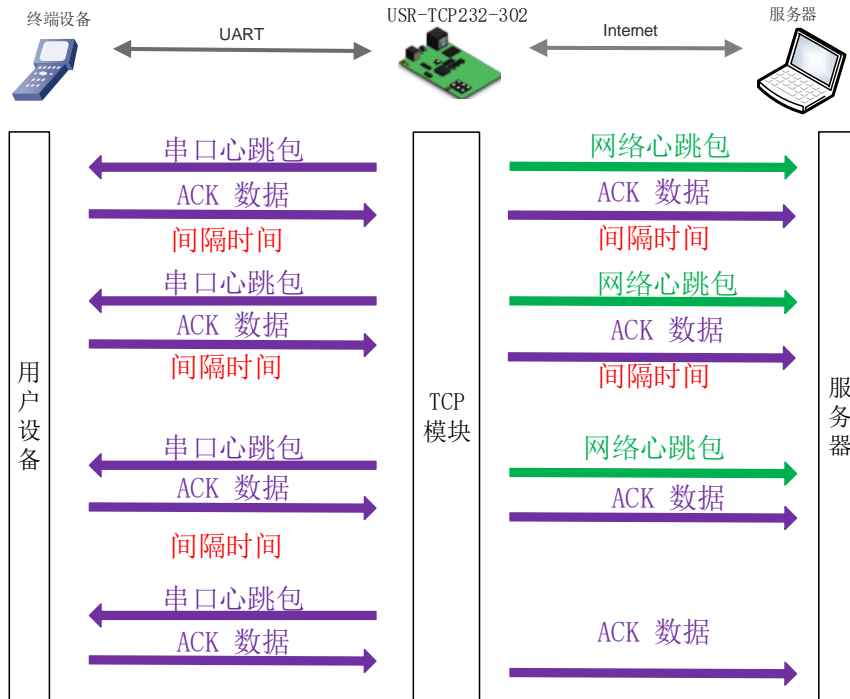 终端设备
UART
USR-TCP232-302
Internet
服务器
串口心跳包
网络心跳包
ACK 数据
ACK 数据
间隔时间
间隔时间
串口心跳包
网络心跳包
ACK 数据
ACK 数据
间隔时间
间隔时间
用户设备
TCP
模块
服务器
串口心跳包
网络心跳包
ACK 数据
ACK 数据
间隔时间
串口心跳包
ACK 数据
ACK 数据